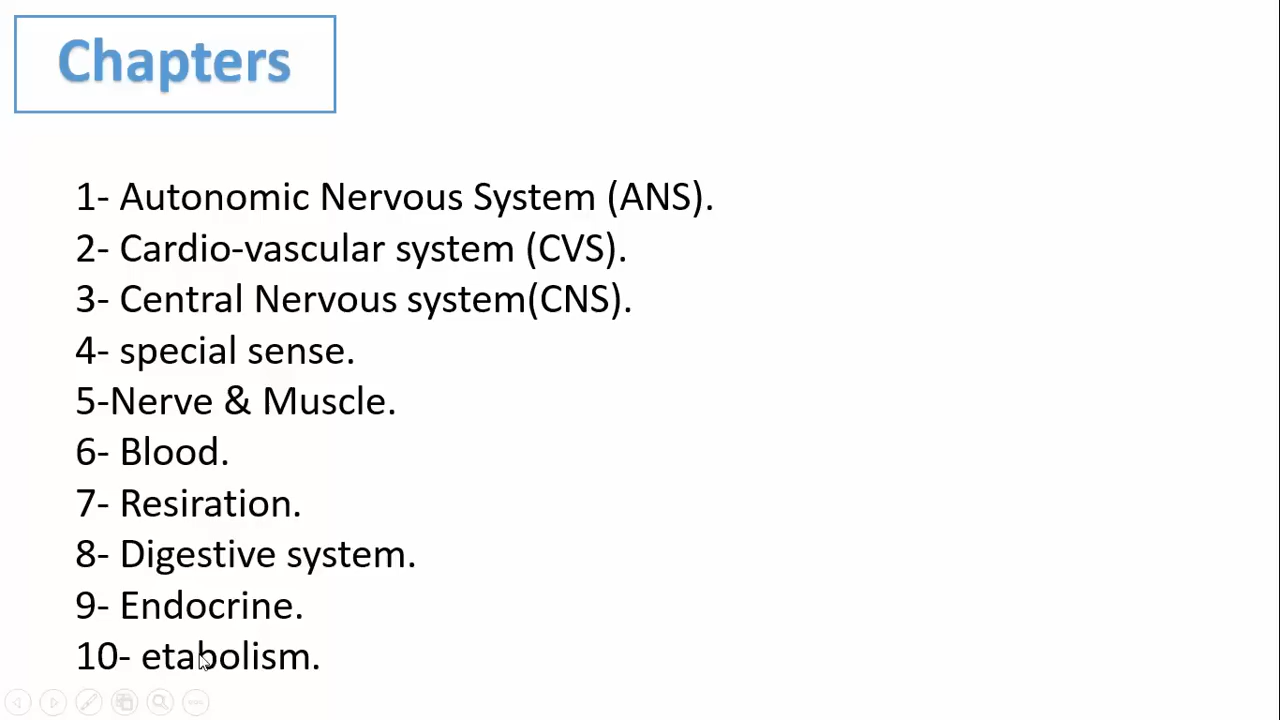 Chapters
1- Autonomic Nervous System (ANS).
2- Cardio-vascular system (CVS).
3- Central Nervous system(CNS).
4- special sense.
5-Nerve & Muscle.
6- Blood.
7- Resiration.
8- Digestive system.
9- Endocrine.
10- etabolism.